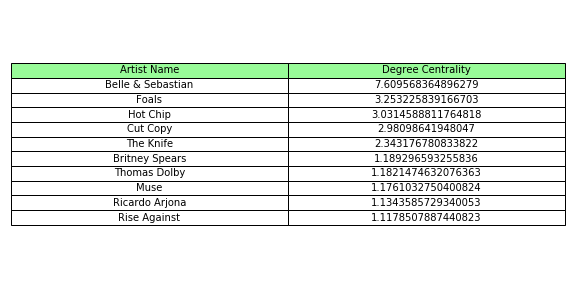 Artist Name Degree Centrality
Belle & Sebastian 7.609568364896279
Foals 3.253225839166703
Hot Chip 3.0314588811764818
Cut Copy 2.98098641948047
The Knife 2.343176780833822
Britney Spears 1.189296593255836
Thomas Dolby 1.1821474632076363
Muse 1.1761032750400824
Ricardo Arjona 1.1343585729340053
Rise Against 1.1178507887440823